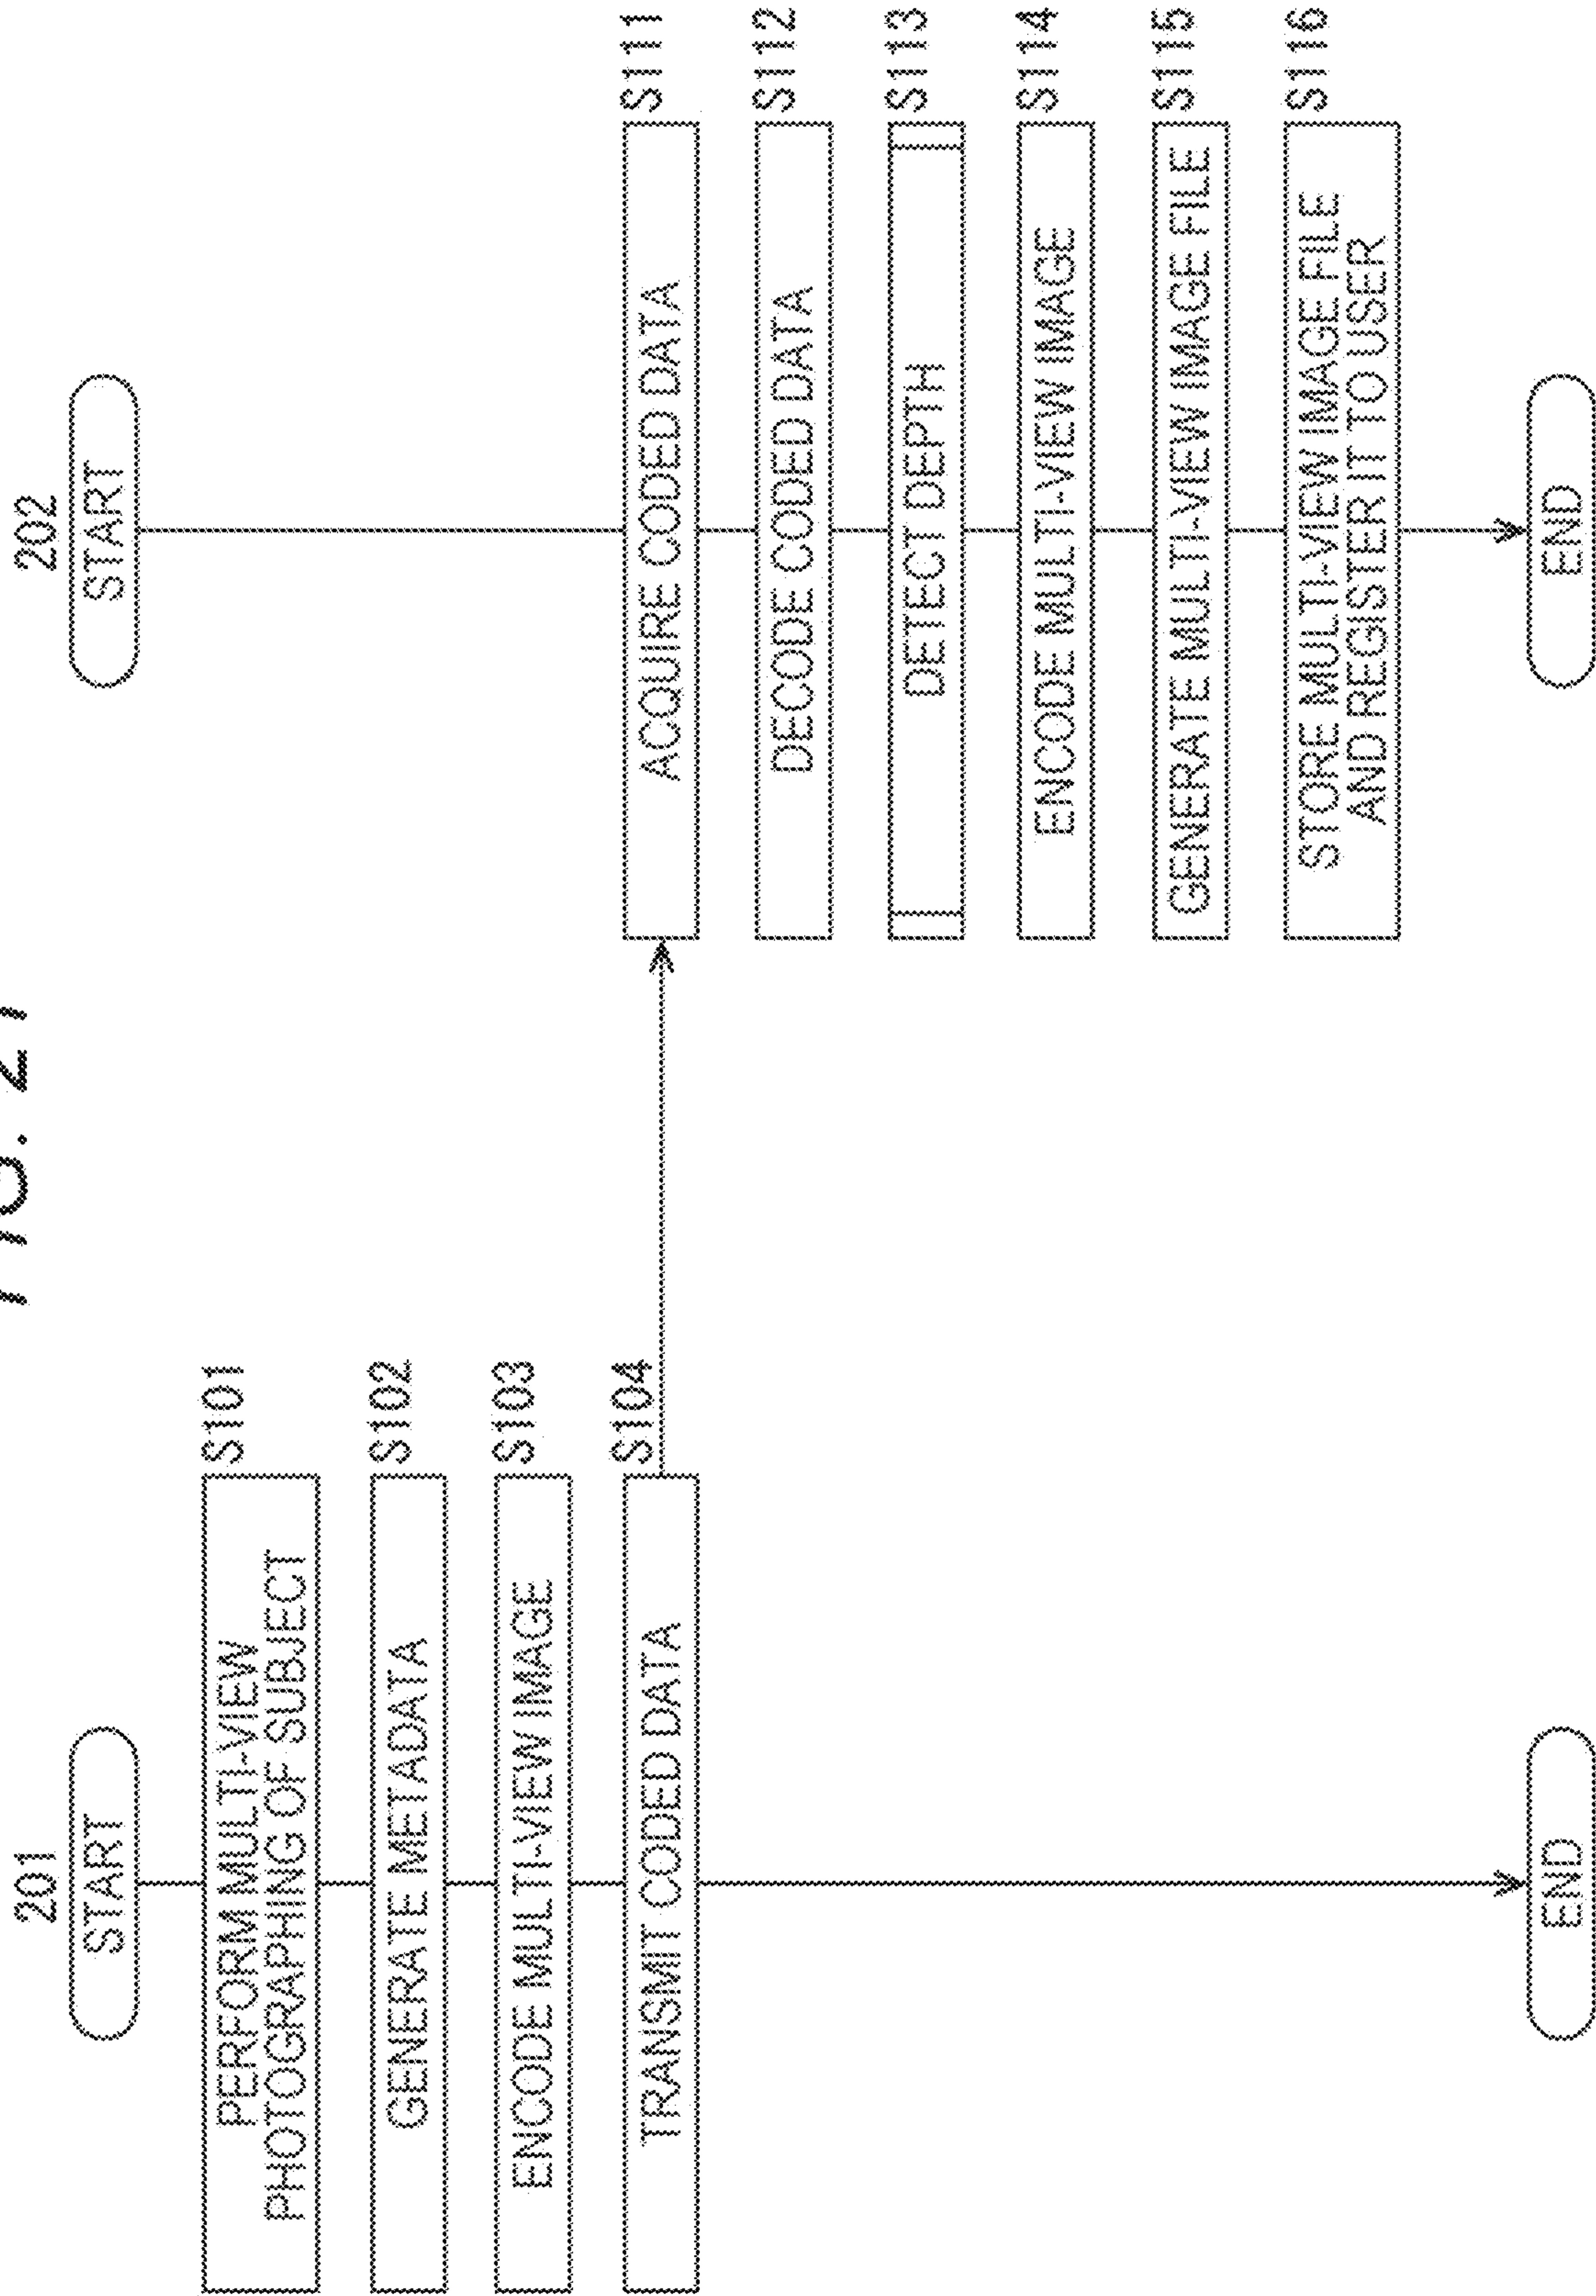 FIG. 21
201
START
PERFORM MULTI-VIEW
PHOTOGRAPHING OF SUBJECT
S101
GENERATE METADATA
S102
ENCODE MULTI-VIEW IMAGE
S103
TRANSMIT CODED DATA
S104
END
202
START
ACQUIRE CODED DATA
S111
DECODE CODED DATA
S112
DETECT DEPTH
S113
ENCODE MULTI-VIEW IMAGE
S114
GENERATE MULTI-VIEW IMAGE FILE
S115
STORE MULTI-VIEW IMAGE FILE
AND REGISTER IT TO USER
S116
END